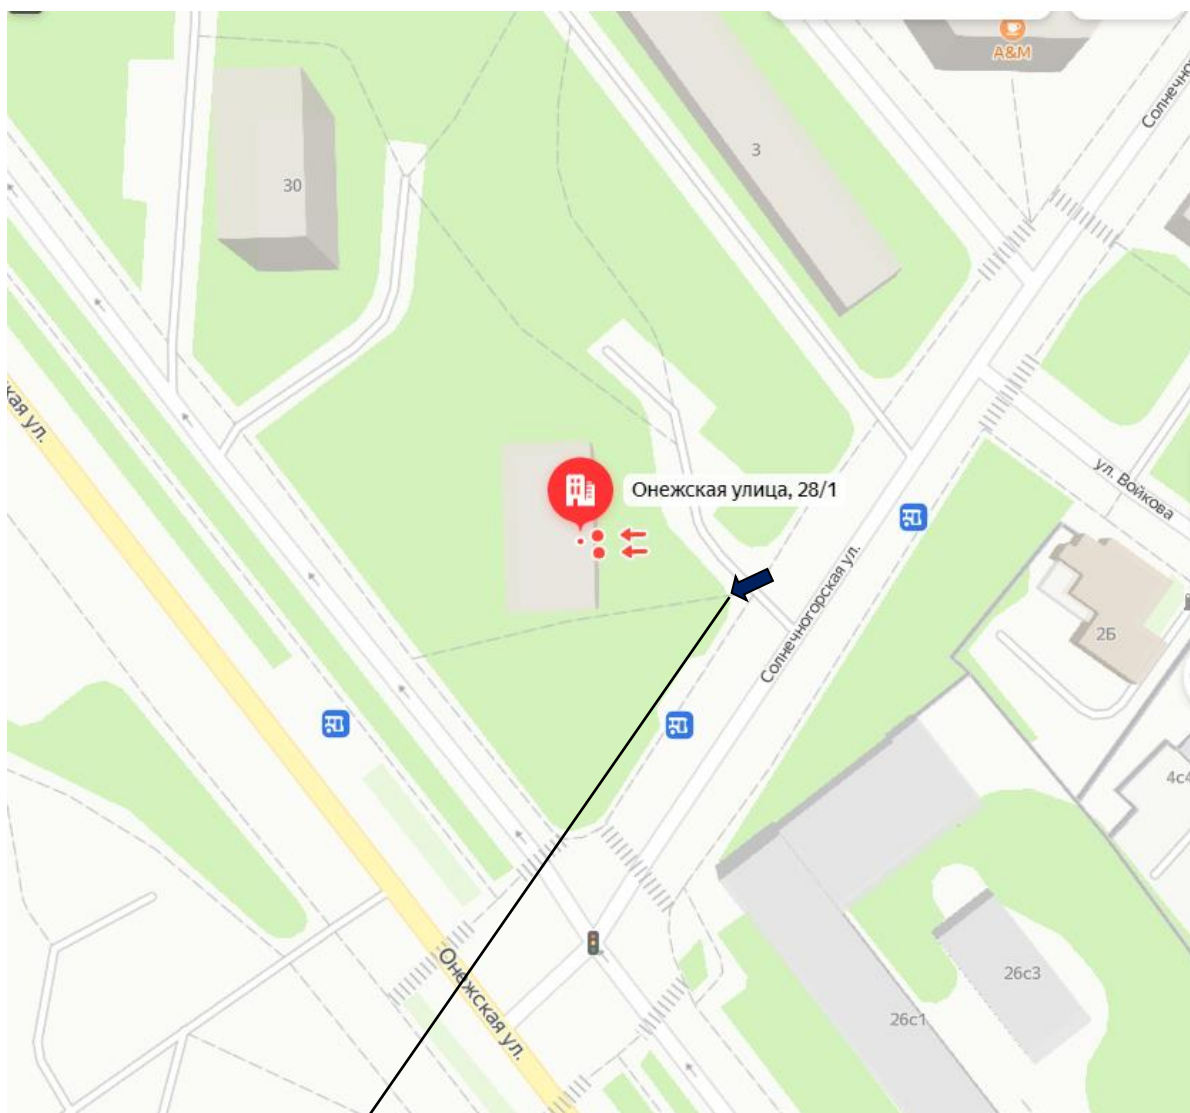 A&M
Солнечно
3
30
кая ул.
Онежская улица, 28/1
ул. Войкова
Солнечногорская ул.
2Б
4с4
Онежская ул.
26с3
26с1